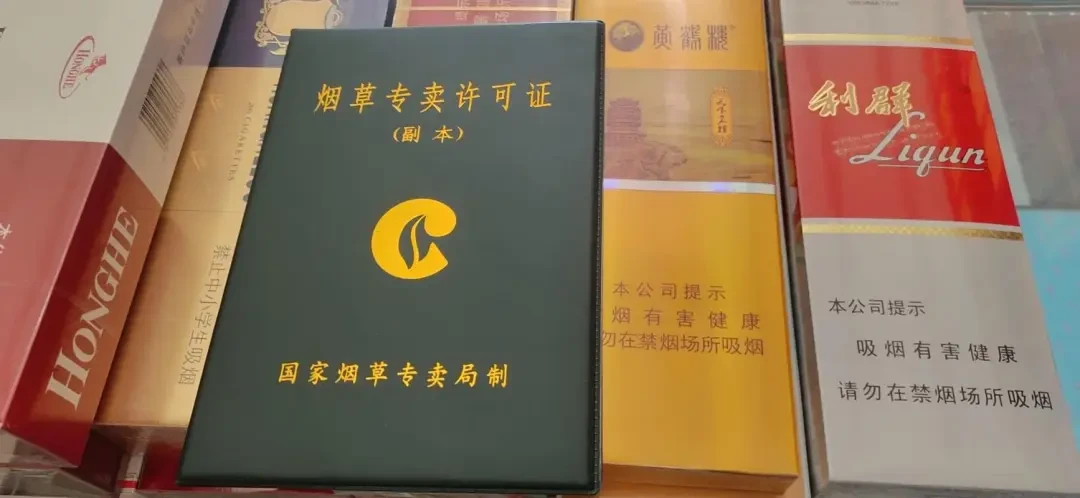 HONGHE
HONGHE
20 CIGARETTES
禁止中小学生吸烟
烟草专卖许可证
(副 本)
国家烟草专卖局制
黄鹤楼
本公司提示
烟有害健康
勿在禁烟场所吸烟
利群
Liqun
本公司提示
吸烟有害健康
请勿在禁烟场所吸烟